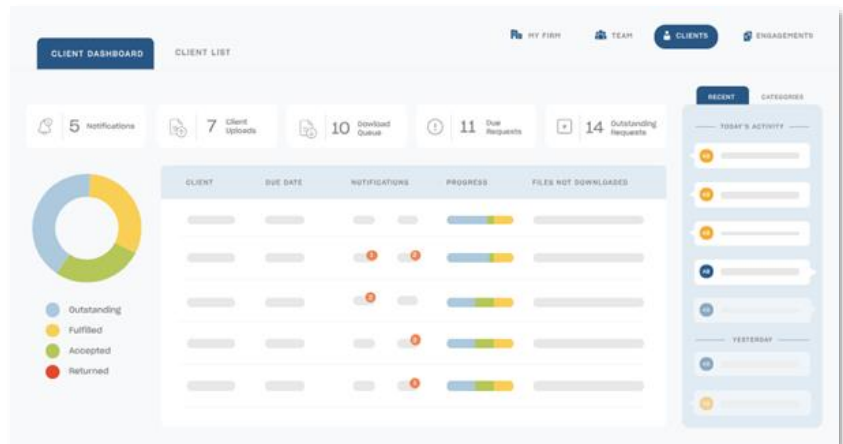 MY FIRM
TEAM
CLIENTS
ENGAGEMENTS
CLIENT DASHBOARD
CLIENT LIST
RECENT
CATEGORIES
5 Notifications
7 Client Uploads
10 Dowload Queue
11 Due Requests
14 Outstanding Requests
TODAY'S ACTIVITY
CLIENT
DUE DATE
NOTIFICATIONS
PROGRESS
FILES NOT DOWNLOADED
Outstanding
Fulfilled
Accepted
Returned
YESTERDAY